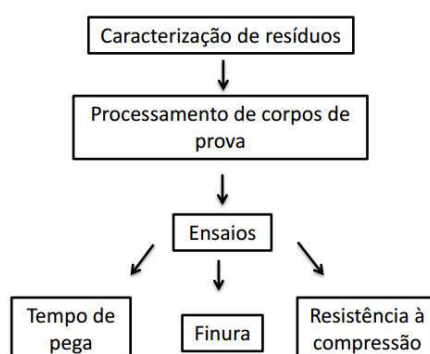 Caracterização de resíduos
Processamento de corpos de
prova
Ensaios
Tempo de
pega
Finura
Resistência à
compressão